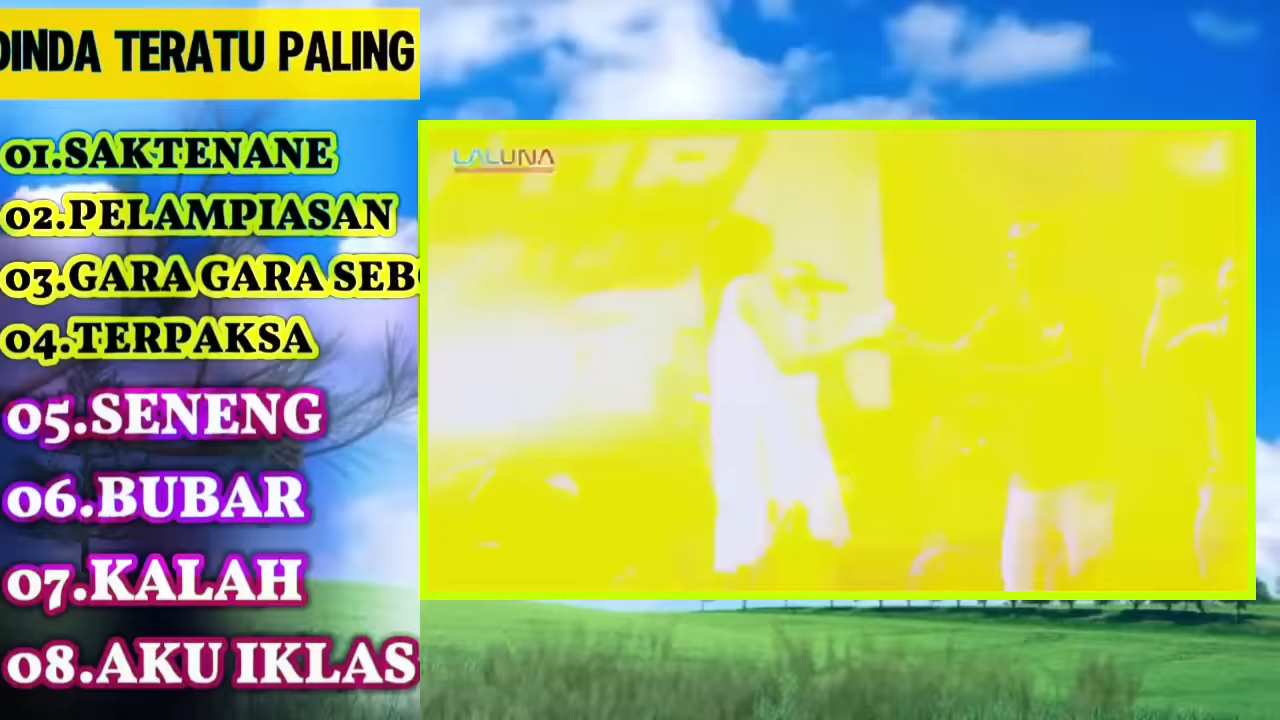 DINDA TERATU PALING
01.SAKTENANE
02.PELAMPIASAN
03.GARA GARA SEB
04.TERPAKSA
05.SENENG
06.BUBAR
07.KALAH
08.AKU IKLAS
LALUNA